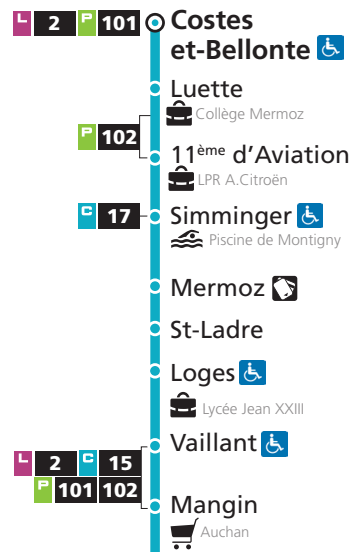 L 2 P 101 Costes
et-Bellonte
Luette
Collège Mermoz
P 102
11ème d'Aviation
LPR A.Citroën
C 17 Simminger
Piscine de Montigny
Mermoz
St-Ladre
Loges
Lycée Jean XXIII
Vaillant
L 2 C 15
P 101 102
Mangin
Auchan